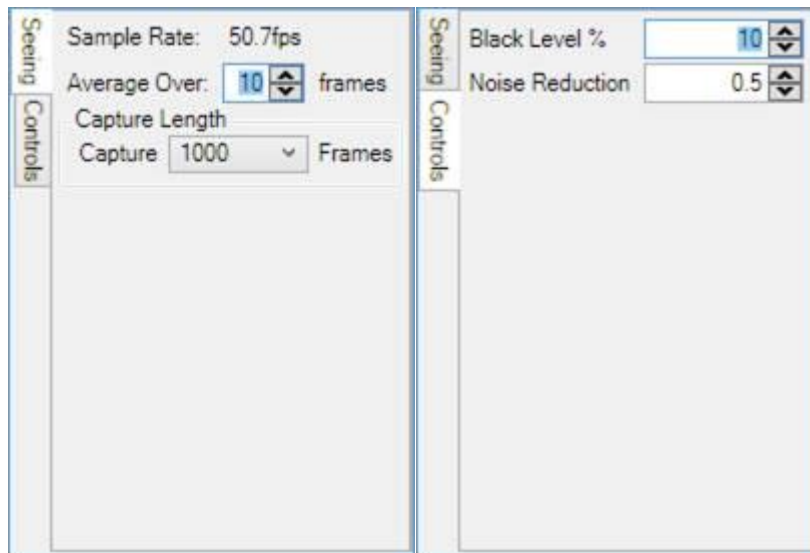 Seeing
Controls
Sample Rate: 50.7fps
Average Over: 10 frames
Capture Length
Capture 1000 Frames
Seeing
Controls
Black Level % 10
Noise Reduction 0.5